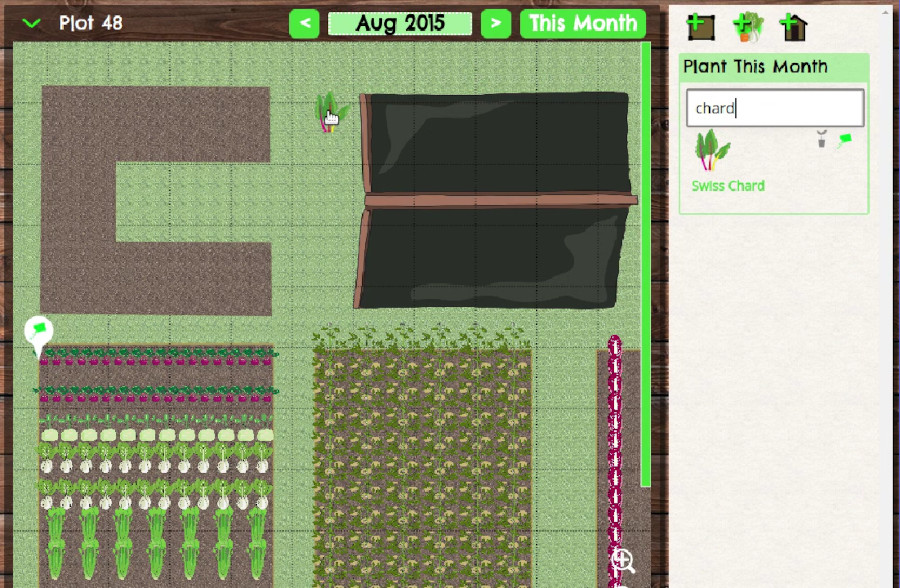 Plot 48
<
Aug 2015
>
This Month
Plant This Month
chard
Swiss Chard